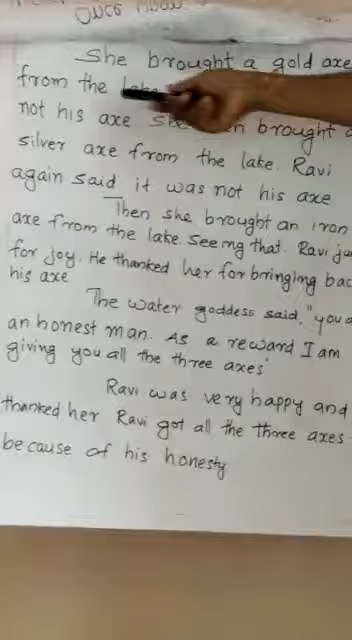 once
She brought a gold axe
from the
not his axe brought a
silver axe from the lake. Ravi
again said it was not his axe
Then she brought an iron
axe from the lake. Seeing that Ravi ju
for joy. He thanked her for bringing bac
his axe
The water goddess said, "you a
an honest man. As a reward I am
giving you all the three axes"
Ravi was very happy and
thanked her Ravi got all the three axes
because of his honesty